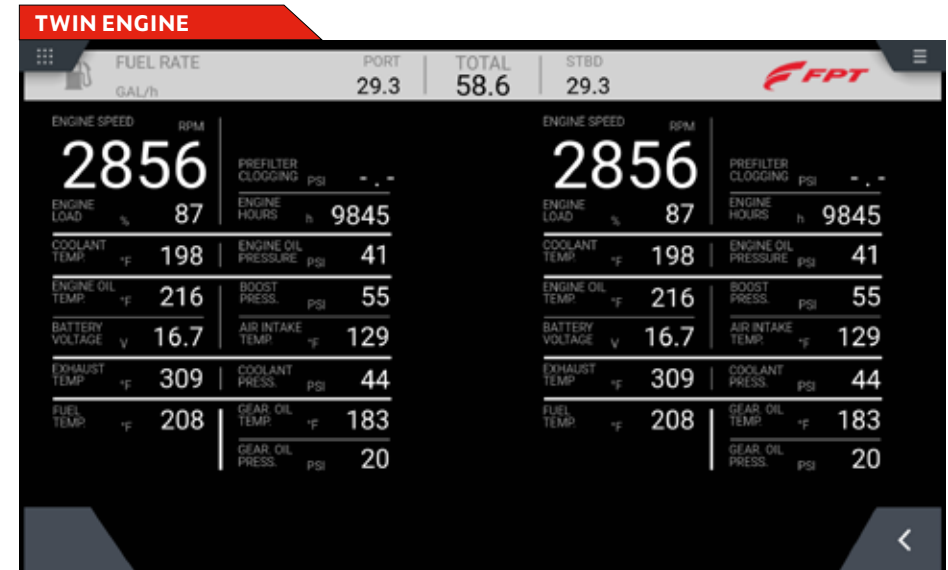 TWIN ENGINE
FUEL RATE PORT TOTAL STBD
GAL/h 29.3 58.6 29.3 FPT
ENGINE SPEED RPM
2856
PREFILTER CLOGGING PSI -.-
ENGINE LOAD % 87
ENGINE HOURS h 9845
COOLANT TEMP. °F 198
ENGINE OIL PRESSURE PSI 41
ENGINE OIL TEMP. °F 216
BOOST PRESS. PSI 55
BATTERY VOLTAGE V 16.7
AIR INTAKE TEMP. °F 129
EXHAUST TEMP °F 309
COOLANT PRESS. PSI 44
FUEL TEMP. °F 208
GEAR. OIL TEMP. °F 183
GEAR. OIL PRESS. PSI 20
ENGINE SPEED RPM
2856
PREFILTER CLOGGING PSI -.-
ENGINE LOAD % 87
ENGINE HOURS h 9845
COOLANT TEMP. °F 198
ENGINE OIL PRESSURE PSI 41
ENGINE OIL TEMP. °F 216
BOOST PRESS. PSI 55
BATTERY VOLTAGE V 16.7
AIR INTAKE TEMP. °F 129
EXHAUST TEMP °F 309
COOLANT PRESS. PSI 44
FUEL TEMP. °F 208
GEAR. OIL TEMP. °F 183
GEAR. OIL PRESS. PSI 20